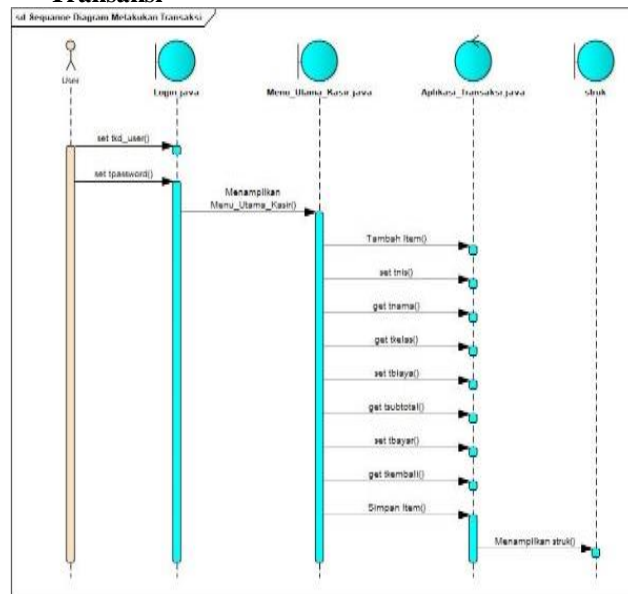 Transaksi
sd Sequance Diagram Melakukan Transaksi
User
Login.java
Menu_Utama_Kasir.java
Aplikasi_Transaksi.java
struk
set tkd_user()
set tpassword()
Menampilkan
Menu_Utama_Kasir()
Tambah Item()
set tnis()
get tnama()
get tkelas()
set tbiaya()
get tsubtotal()
set tbayar()
get tkembali()
Simpan Item()
Menampilkan struk()